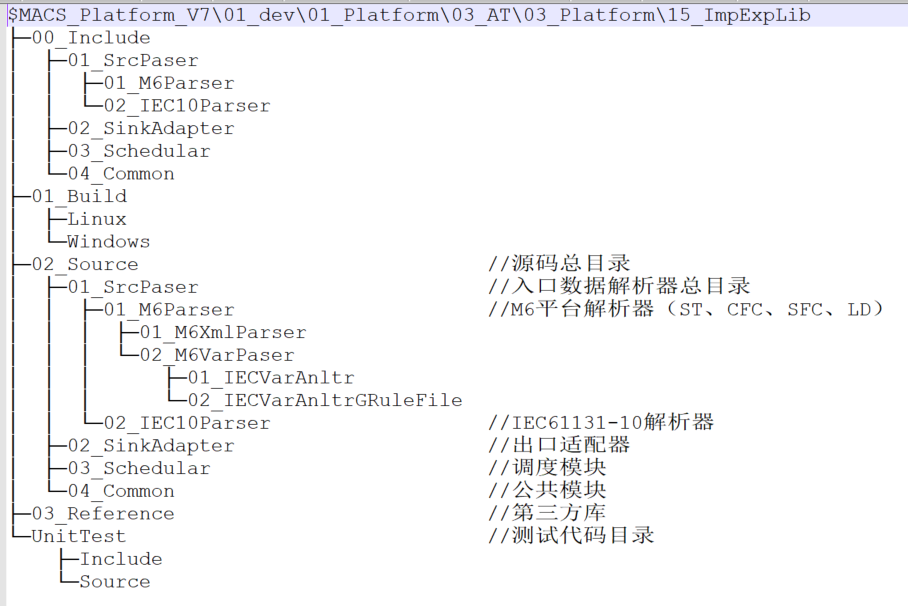 $MACS_Platform_V7\01_dev\01_Platform\03_AT\03_Platform\15_ImpExpLib
├─00_Include
│  ├─01_SrcPaser
│  │  ├─01_M6Parser
│  │  └─02_IEC10Parser
│  ├─02_SinkAdapter
│  ├─03_Schedular
│  └─04_Common
├─01_Build
│  ├─Linux
│  └─Windows
├─02_Source //源码总目录
│  ├─01_SrcPaser //入口数据解析器总目录
│  │  ├─01_M6Parser //M6平台解析器（ST、CFC、SFC、LD）
│  │  │  ├─01_M6XmlParser
│  │  │  └─02_M6VarPaser
│  │  │      ├─01_IECVarAnltr
│  │  │      └─02_IECVarAnltrGRuleFile
│  │  └─02_IEC10Parser //IEC61131-10解析器
│  ├─02_SinkAdapter //出口适配器
│  ├─03_Schedular //调度模块
│  └─04_Common //公共模块
├─03_Reference //第三方库
└─UnitTest //测试代码目录
    ├─Include
    └─Source